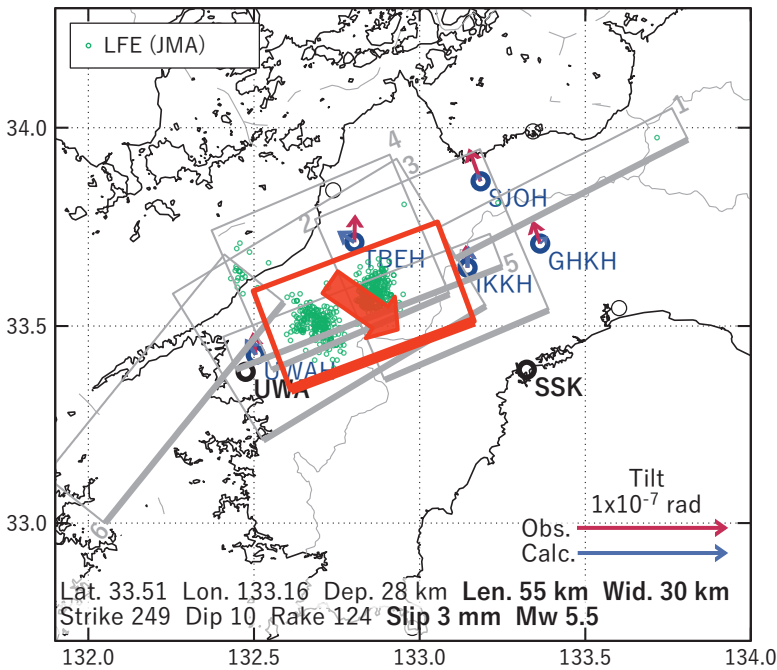 LFE (JMA)
34.0
33.5
33.0
1
4
3
2
SJOH
TBEH
GHKH
5
IKKH
UWAH
UWA
SSK
6
Tilt
1x10-7 rad
Obs.
Calc.
Lat. 33.51 Lon. 133.16 Dep. 28 km Len. 55 km Wid. 30 km
Strike 249 Dip 10 Rake 124 Slip 3 mm Mw 5.5
132.0 132.5 133.0 133.5 134.0